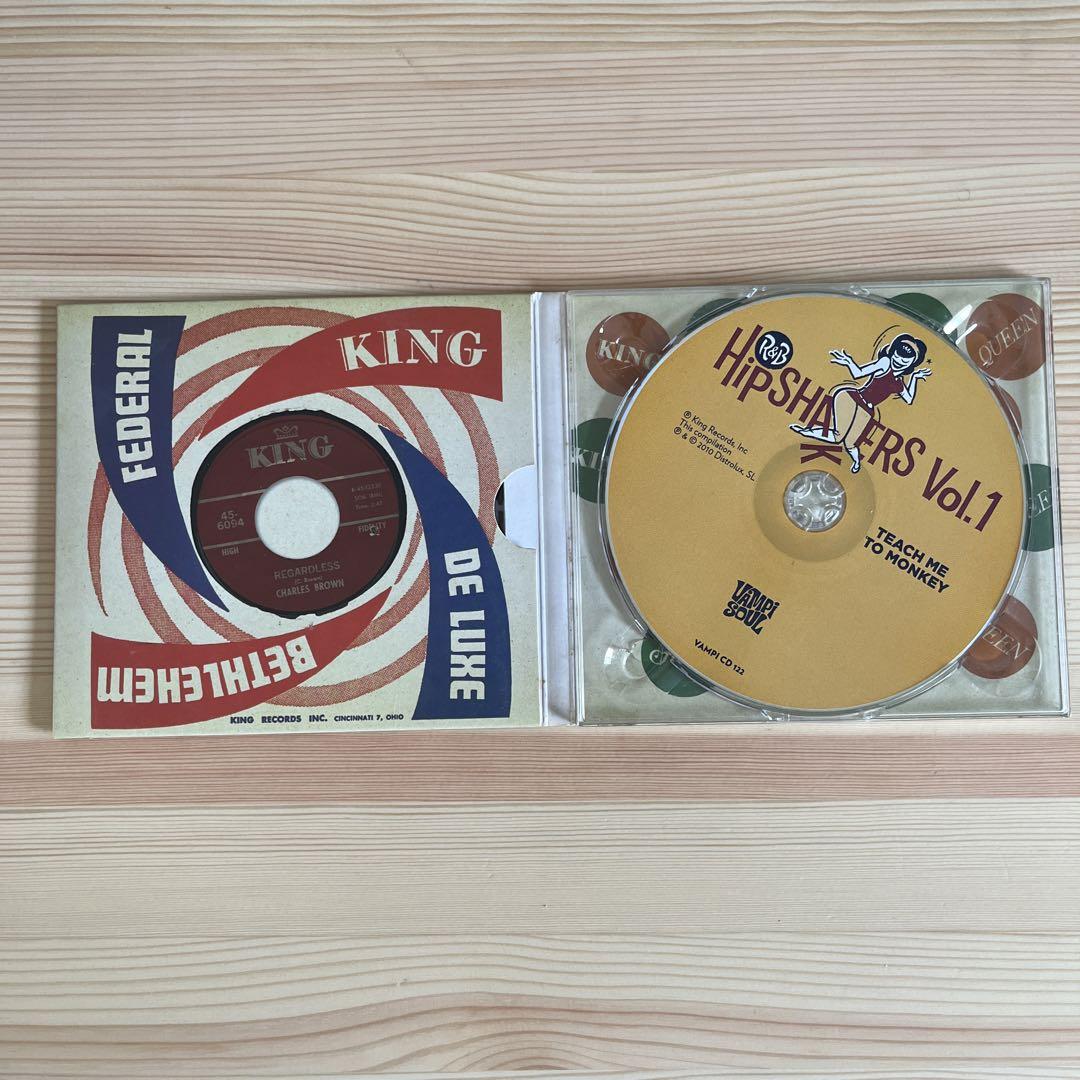 FEDERAL
KING
KING
45-
6094
HIGH
FIDELITY
REGARDLESS
(C. Brown)
CHARLES BROWN
DE LUXE
BETHLEHEM
KING RECORDS INC. CINCINNATI 7, OHIO
KING
QUEEN
R&B
HipSHAKERS Vol.1
℗ King Records, Inc
This compilation
℗ & © 2010 Distrolux, SL
TEACH ME
TO MONKEY
VAMPI
SOUL
VAMPI CD 122